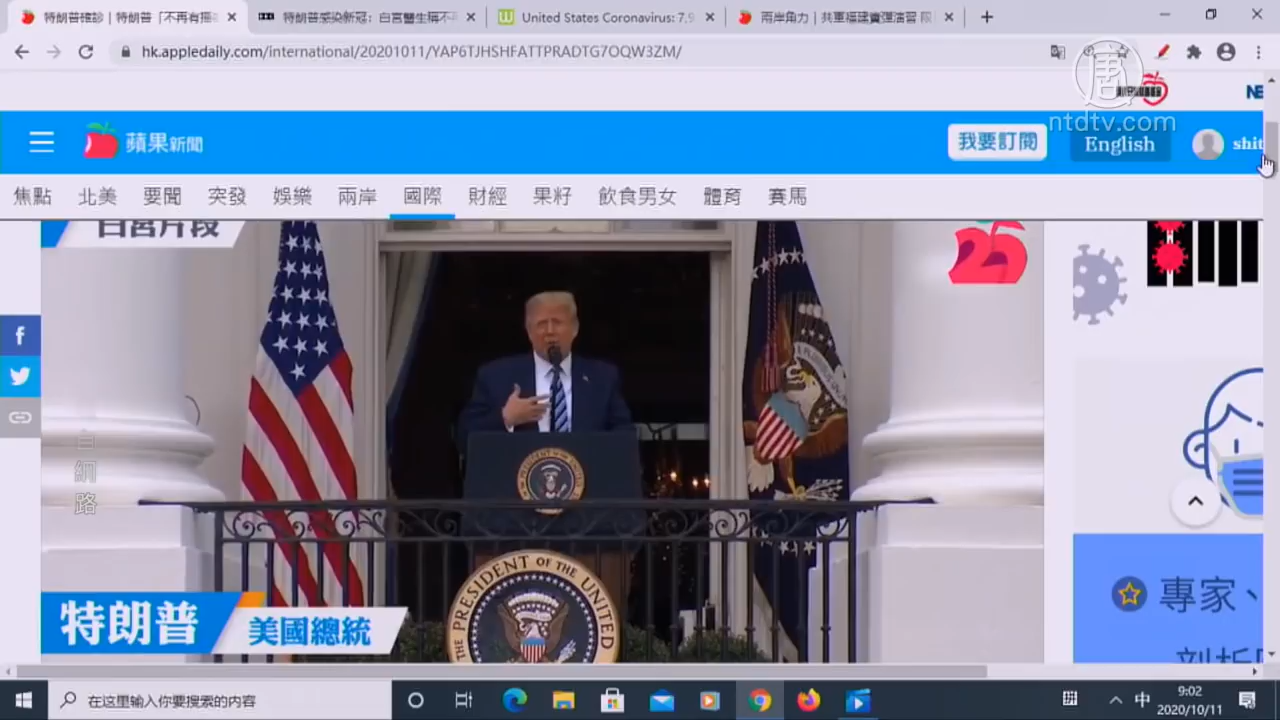 特朗普確診｜特朗普「不再有
特朗普感染新冠：白宮醫生稱不
United States Coronavirus: 7,9
兩岸角力｜共軍福建實彈演習
hk.appledaily.com/international/20201011/YAP6TJHSHFATTPRADTG7OQW3ZM/
唐
ntdtv.com
NE
蘋果新聞
我要訂閱
English
shit
焦點 北美 要聞 突發 娛樂 兩岸 國際 財經 果籽 飲食男女 體育 賽馬
白宮片段
25
網路
THE PRESIDENT OF THE UNITED
特朗普
美國總統
專家、
剖析
在这里输入你要搜索的内容
中
9:02
2020/10/11